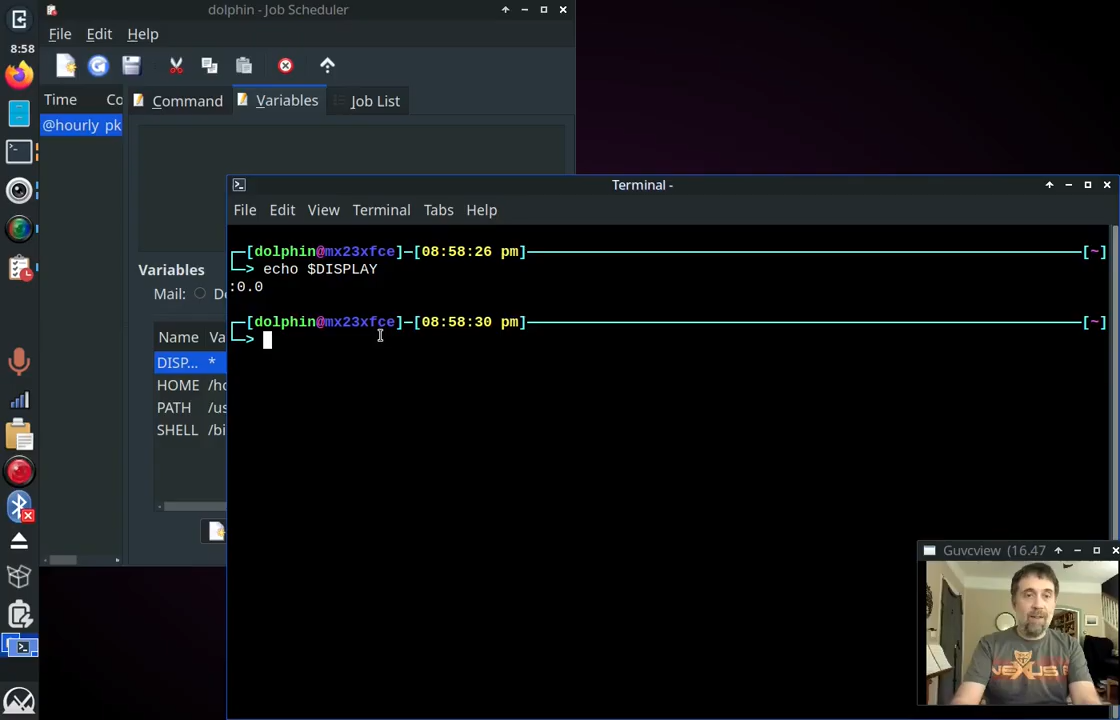 dolphin - Job Scheduler
8:58
File Edit Help
Time Co
Command Variables Job List
@hourly pk
Terminal -
File Edit View Terminal Tabs Help
┌─[dolphin@mx23xfce]─[08:58:26 pm]─[~]
└─> echo $DISPLAY
:0.0
┌─[dolphin@mx23xfce]─[08:58:30 pm]─[~]
└─>
Variables
Mail:
Name Va
DISP... *
HOME /ho
PATH /us
SHELL /bi
Guvcview (16.47
NEXUS